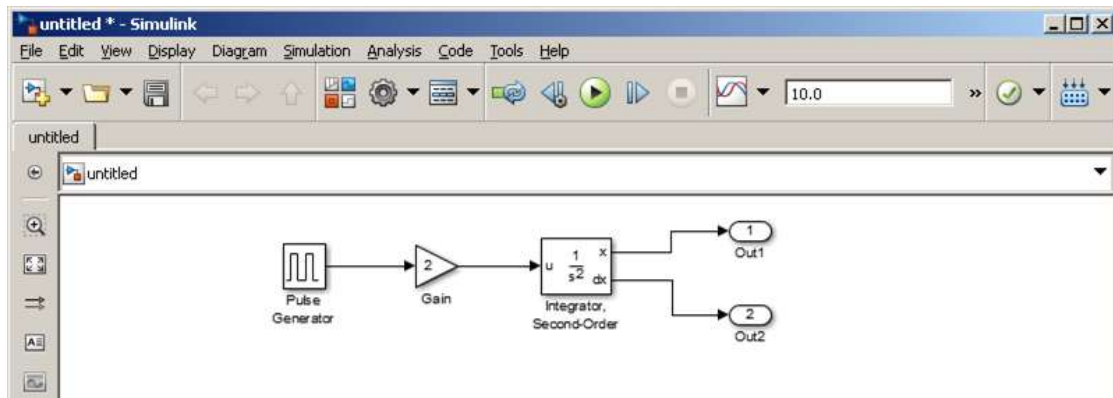 untitled * - Simulink
File Edit View Display Diagram Simulation Analysis Code Tools Help
10.0 »
untitled
untitled
Pulse
Generator
2
Gain
u 1 x
s2 dx
Integrator,
Second-Order
1
Out1
2
Out2